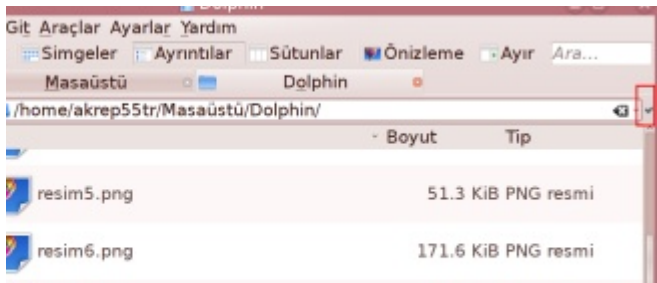 Dolphin
Git Araçlar Ayarlar Yardım
Simgeler Ayrıntılar Sütunlar Önizleme Ayır Ara...
Masaüstü Dolphin
/home/akrep55tr/Masaüstü/Dolphin/
Boyut Tip
resim5.png 51.3 KiB PNG resmi
resim6.png 171.6 KiB PNG resmi